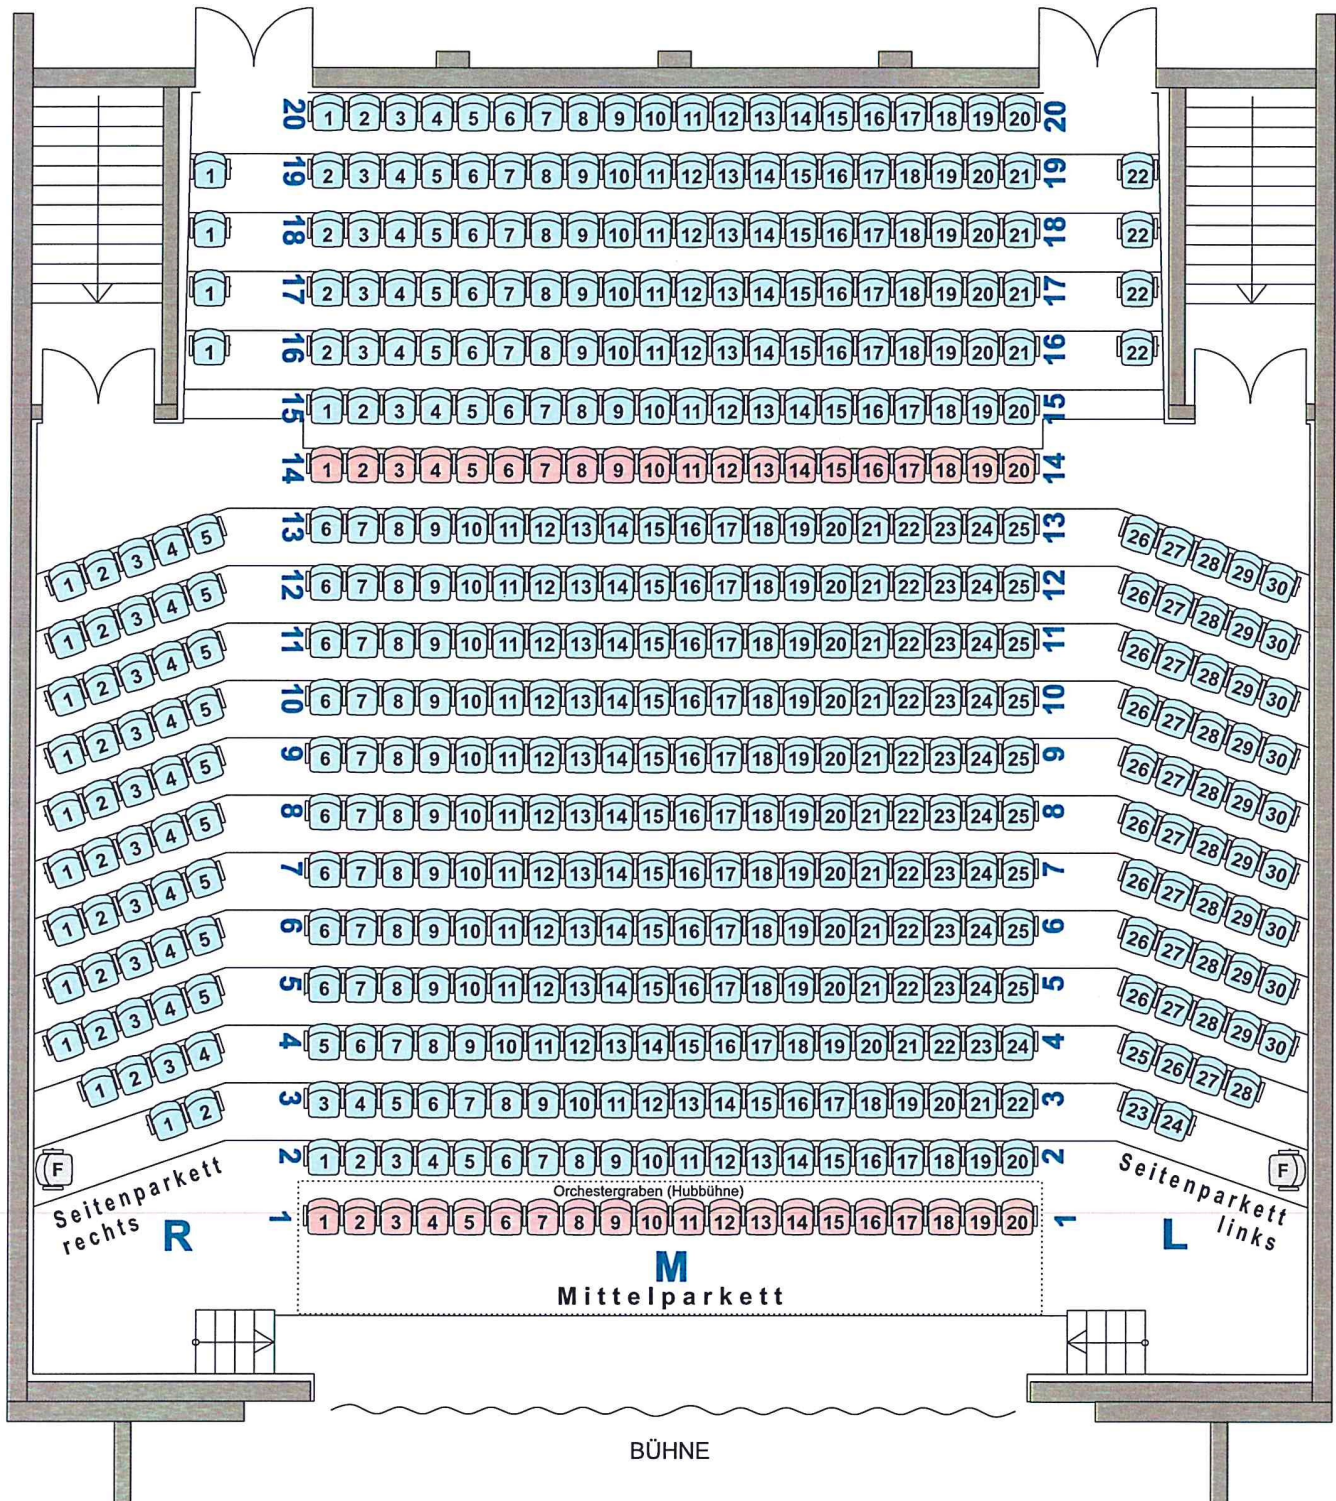 20 1 2 3 4 5 6 7 8 9 10 11 12 13 14 15 16 17 18 19 20 20
1 19 2 3 4 5 6 7 8 9 10 11 12 13 14 15 16 17 18 19 20 21 19 22
1 18 2 3 4 5 6 7 8 9 10 11 12 13 14 15 16 17 18 19 20 21 18 22
1 17 2 3 4 5 6 7 8 9 10 11 12 13 14 15 16 17 18 19 20 21 17 22
1 16 2 3 4 5 6 7 8 9 10 11 12 13 14 15 16 17 18 19 20 21 16 22
15 1 2 3 4 5 6 7 8 9 10 11 12 13 14 15 16 17 18 19 20 15
14 1 2 3 4 5 6 7 8 9 10 11 12 13 14 15 16 17 18 19 20 14
1 2 3 4 5 13 6 7 8 9 10 11 12 13 14 15 16 17 18 19 20 21 22 23 24 25 13 26 27 28 29 30
1 2 3 4 5 12 6 7 8 9 10 11 12 13 14 15 16 17 18 19 20 21 22 23 24 25 12 26 27 28 29 30
1 2 3 4 5 11 6 7 8 9 10 11 12 13 14 15 16 17 18 19 20 21 22 23 24 25 11 26 27 28 29 30
1 2 3 4 5 10 6 7 8 9 10 11 12 13 14 15 16 17 18 19 20 21 22 23 24 25 10 26 27 28 29 30
1 2 3 4 5 9 6 7 8 9 10 11 12 13 14 15 16 17 18 19 20 21 22 23 24 25 9 26 27 28 29 30
1 2 3 4 5 8 6 7 8 9 10 11 12 13 14 15 16 17 18 19 20 21 22 23 24 25 8 26 27 28 29 30
1 2 3 4 5 7 6 7 8 9 10 11 12 13 14 15 16 17 18 19 20 21 22 23 24 25 7 26 27 28 29 30
1 2 3 4 5 6 6 7 8 9 10 11 12 13 14 15 16 17 18 19 20 21 22 23 24 25 6 26 27 28 29 30
1 2 3 4 5 5 6 7 8 9 10 11 12 13 14 15 16 17 18 19 20 21 22 23 24 25 5 26 27 28 29 30
1 2 3 4 4 5 6 7 8 9 10 11 12 13 14 15 16 17 18 19 20 21 22 23 24 4 25 26 27 28
1 2 3 3 4 5 6 7 8 9 10 11 12 13 14 15 16 17 18 19 20 21 22 3 23 24
F 2 1 2 3 4 5 6 7 8 9 10 11 12 13 14 15 16 17 18 19 20 2 F
Orchestergraben (Hubbühne)
1 1 2 3 4 5 6 7 8 9 10 11 12 13 14 15 16 17 18 19 20 1
Seitenparkett
rechts
R
M
Mittelparkett
Seitenparkett
links
L
BÜHNE